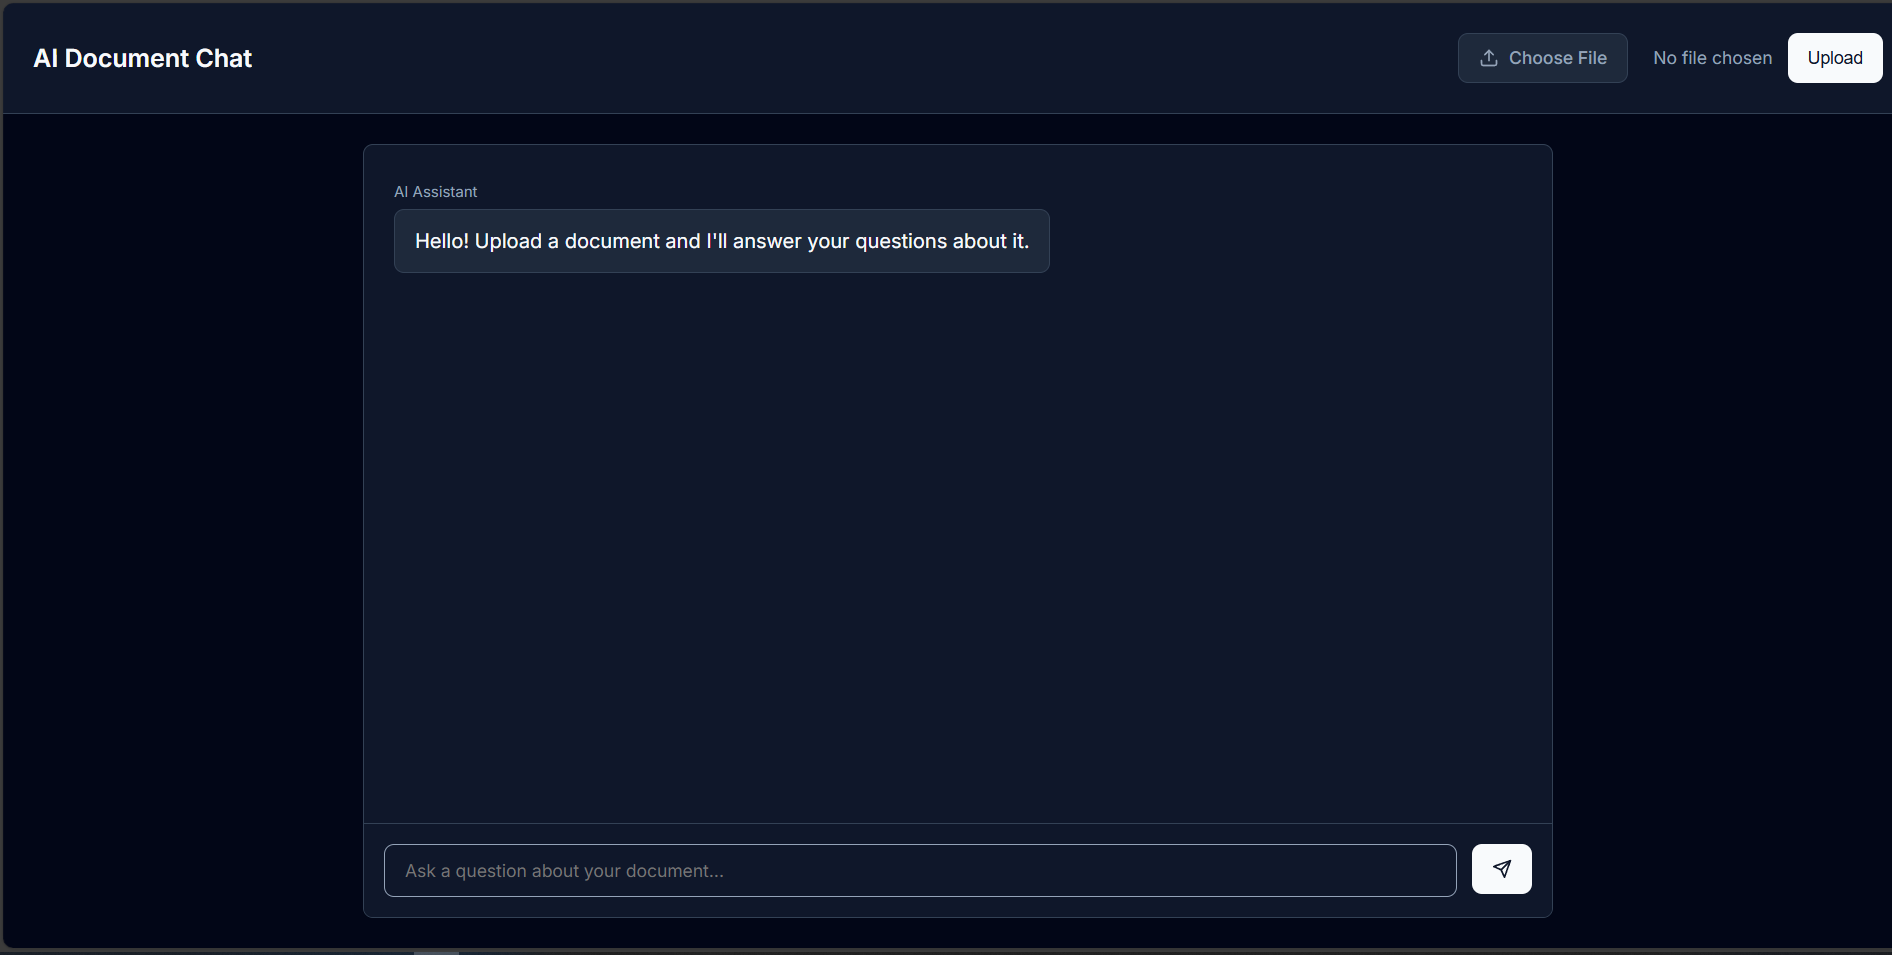 AI Document Chat
Choose File
No file chosen
Upload
AI Assistant
Hello! Upload a document and I'll answer your questions about it.
Ask a question about your document...